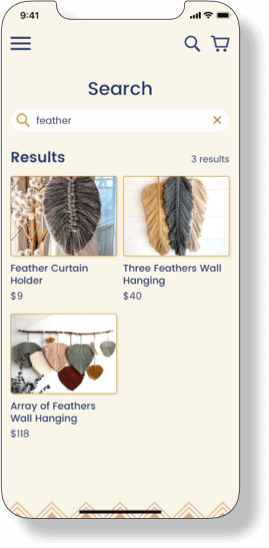 9:41
Search
feather
Results
3 results
Feather Curtain
Holder
$9
Three Feathers Wall
Hanging
$40
Array of Feathers
Wall Hanging
$118